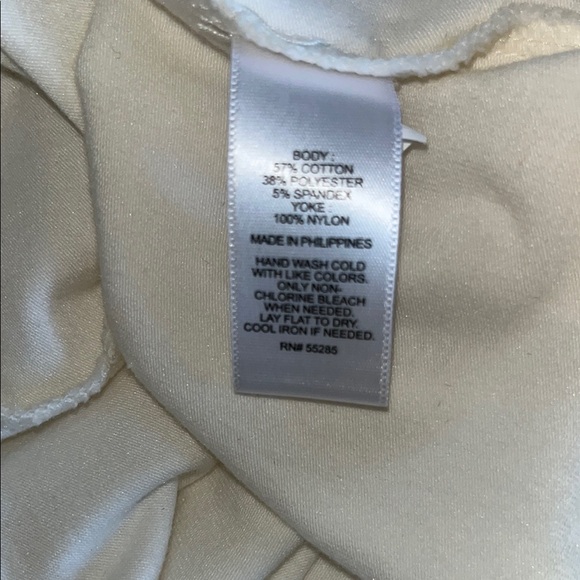 BODY :
57% COTTON
38% POLYESTER
5% SPANDEX
YOKE :
100% NYLON
MADE IN PHILIPPINES
HAND WASH COLD
WITH LIKE COLORS.
ONLY NON-
CHLORINE BLEACH
WHEN NEEDED.
LAY FLAT TO DRY.
COOL IRON IF NEEDED.
RN# 55285